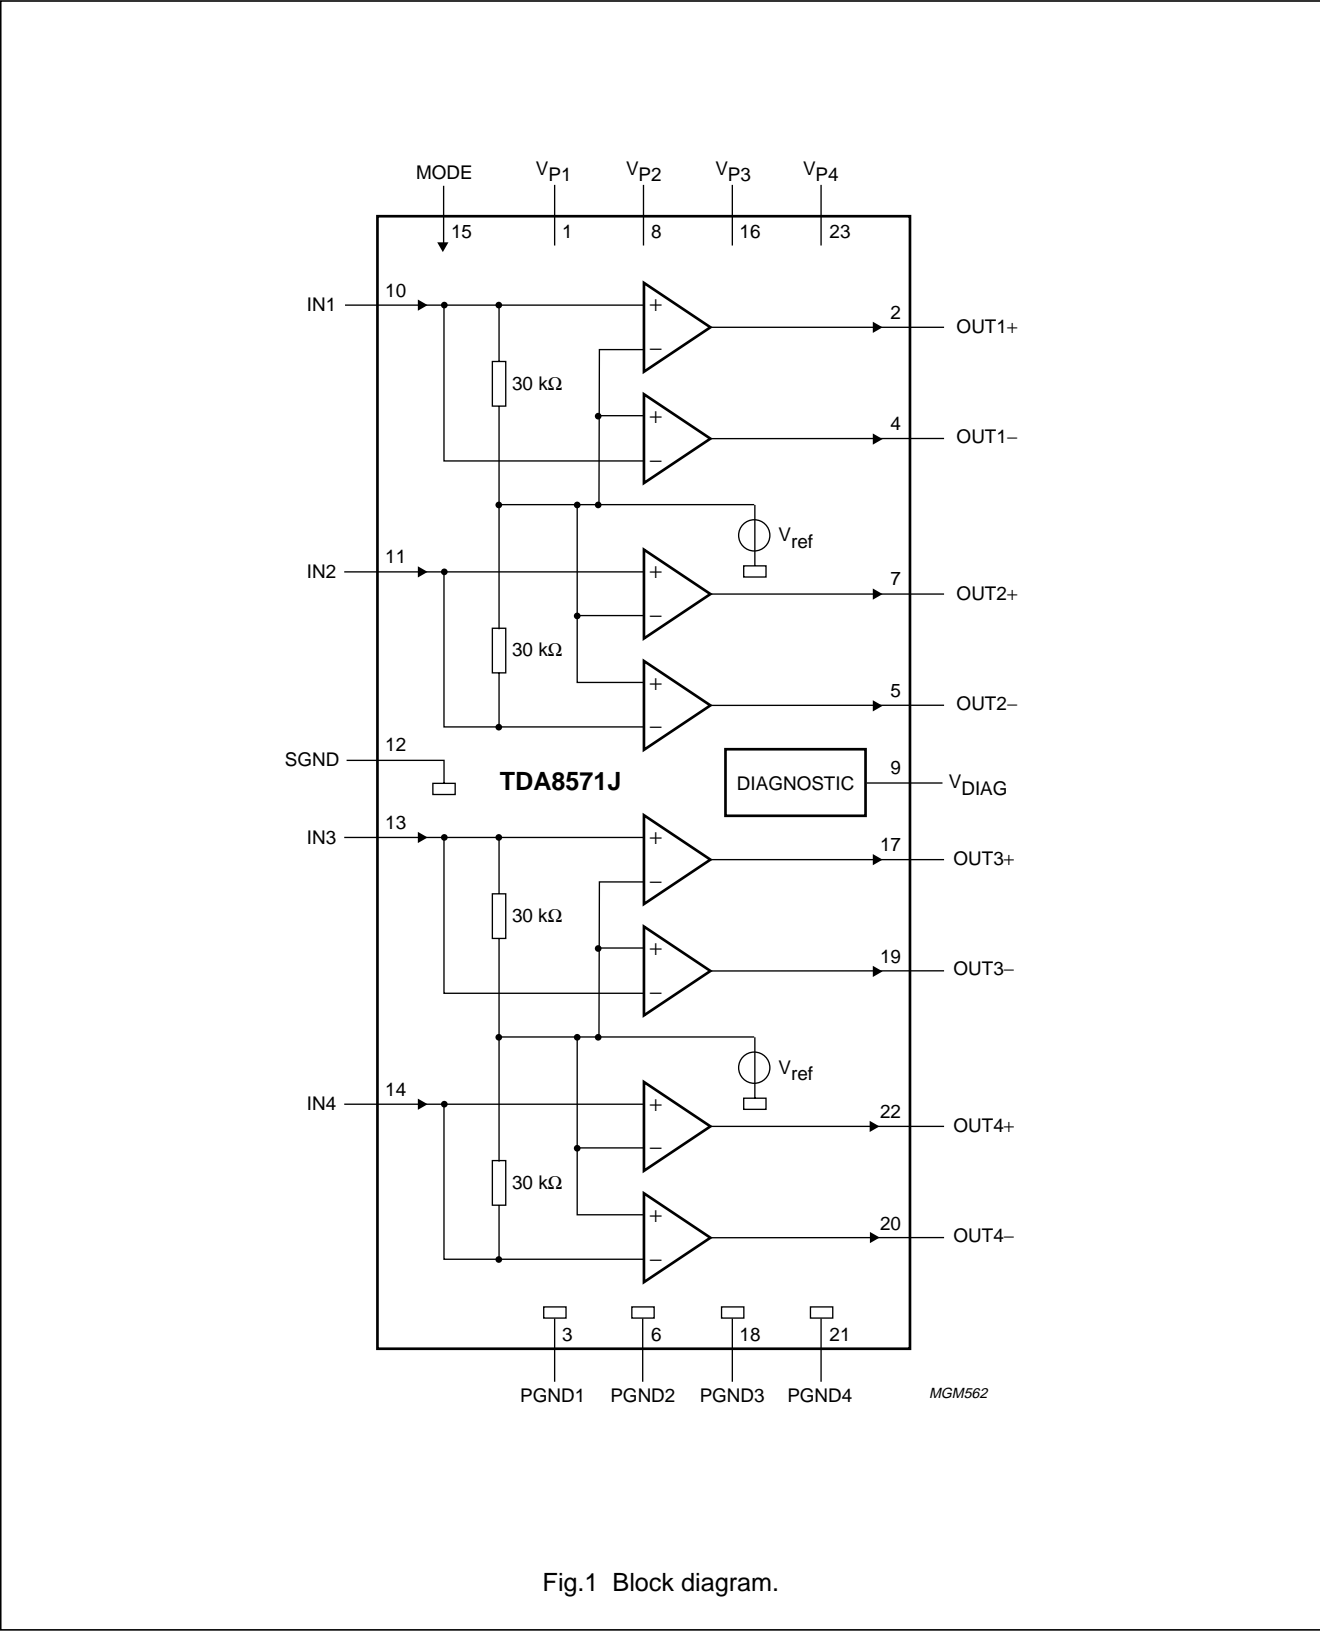 MODE VP1 VP2 VP3 VP4
15 1 8 16 23
10
IN1
+
2
OUT1+
−
30 kΩ
+
4
OUT1−
−
Vref
11
IN2
+
7
OUT2+
−
30 kΩ
+
5
OUT2−
−
12
SGND
TDA8571J
DIAGNOSTIC
9
VDIAG
13
IN3
+
17
OUT3+
−
30 kΩ
+
19
OUT3−
−
Vref
14
IN4
+
22
OUT4+
−
30 kΩ
+
20
OUT4−
−
3 6 18 21
PGND1 PGND2 PGND3 PGND4
MGM562
Fig.1 Block diagram.